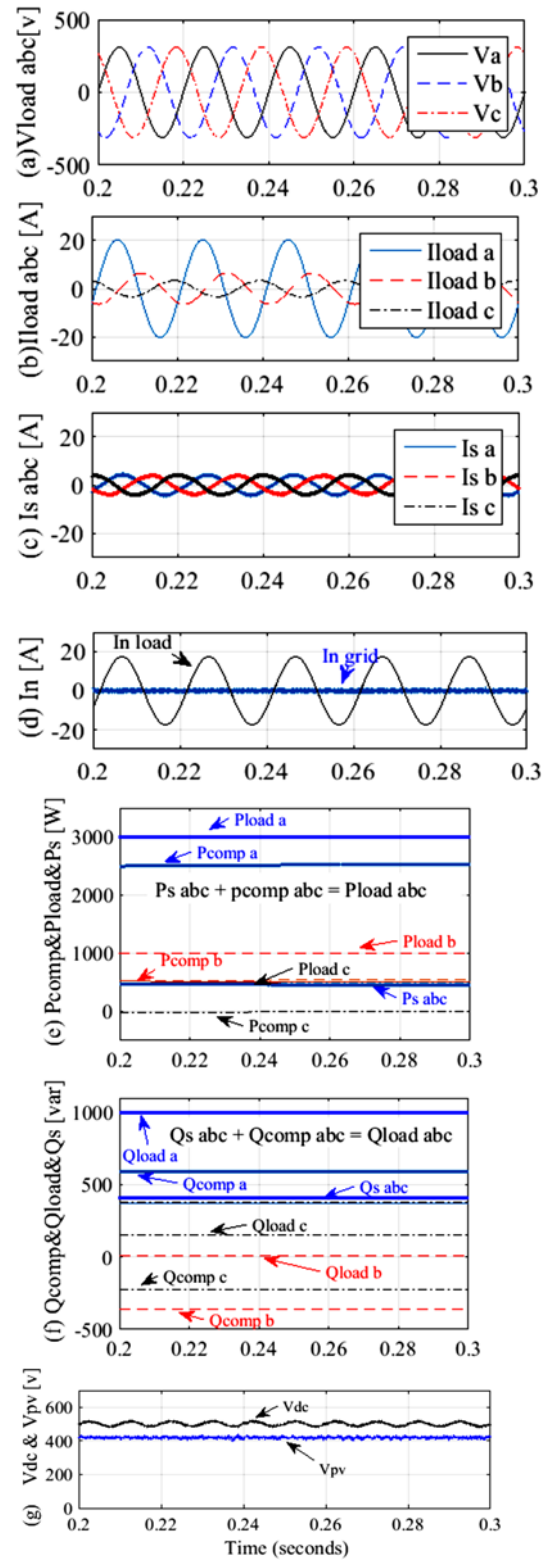 (a)Vload abc[v]
500
0
-500
Va
Vb
Vc
0.2 0.22 0.24 0.26 0.28 0.3
(b)Iload abc [A]
20
0
-20
Iload a
Iload b
Iload c
0.2 0.22 0.24 0.26 0.28 0.3
(c) Is abc [A]
20
0
-20
Is a
Is b
Is c
0.2 0.22 0.24 0.26 0.28 0.3
(d) In [A]
20
0
-20
In load
In grid
0.2 0.22 0.24 0.26 0.28 0.3
(e) Pcomp&Pload&Ps [W]
3000
2000
1000
0
Pload a
Pcomp a
Ps abc + pcomp abc = Pload abc
Pload b
Pcomp b
Pload c
Ps abc
Pcomp c
0.2 0.22 0.24 0.26 0.28 0.3
(f) Qcomp&Qload&Qs [var]
1000
500
0
-500
Qs abc + Qcomp abc = Qload abc
Qload a
Qcomp a
Qs abc
Qload c
Qload b
Qcomp c
Qcomp b
0.2 0.22 0.24 0.26 0.28 0.3
(g) Vdc & Vpv [v]
600
400
200
0
Vdc
Vpv
0.2 0.22 0.24 0.26 0.28 0.3
Time (seconds)